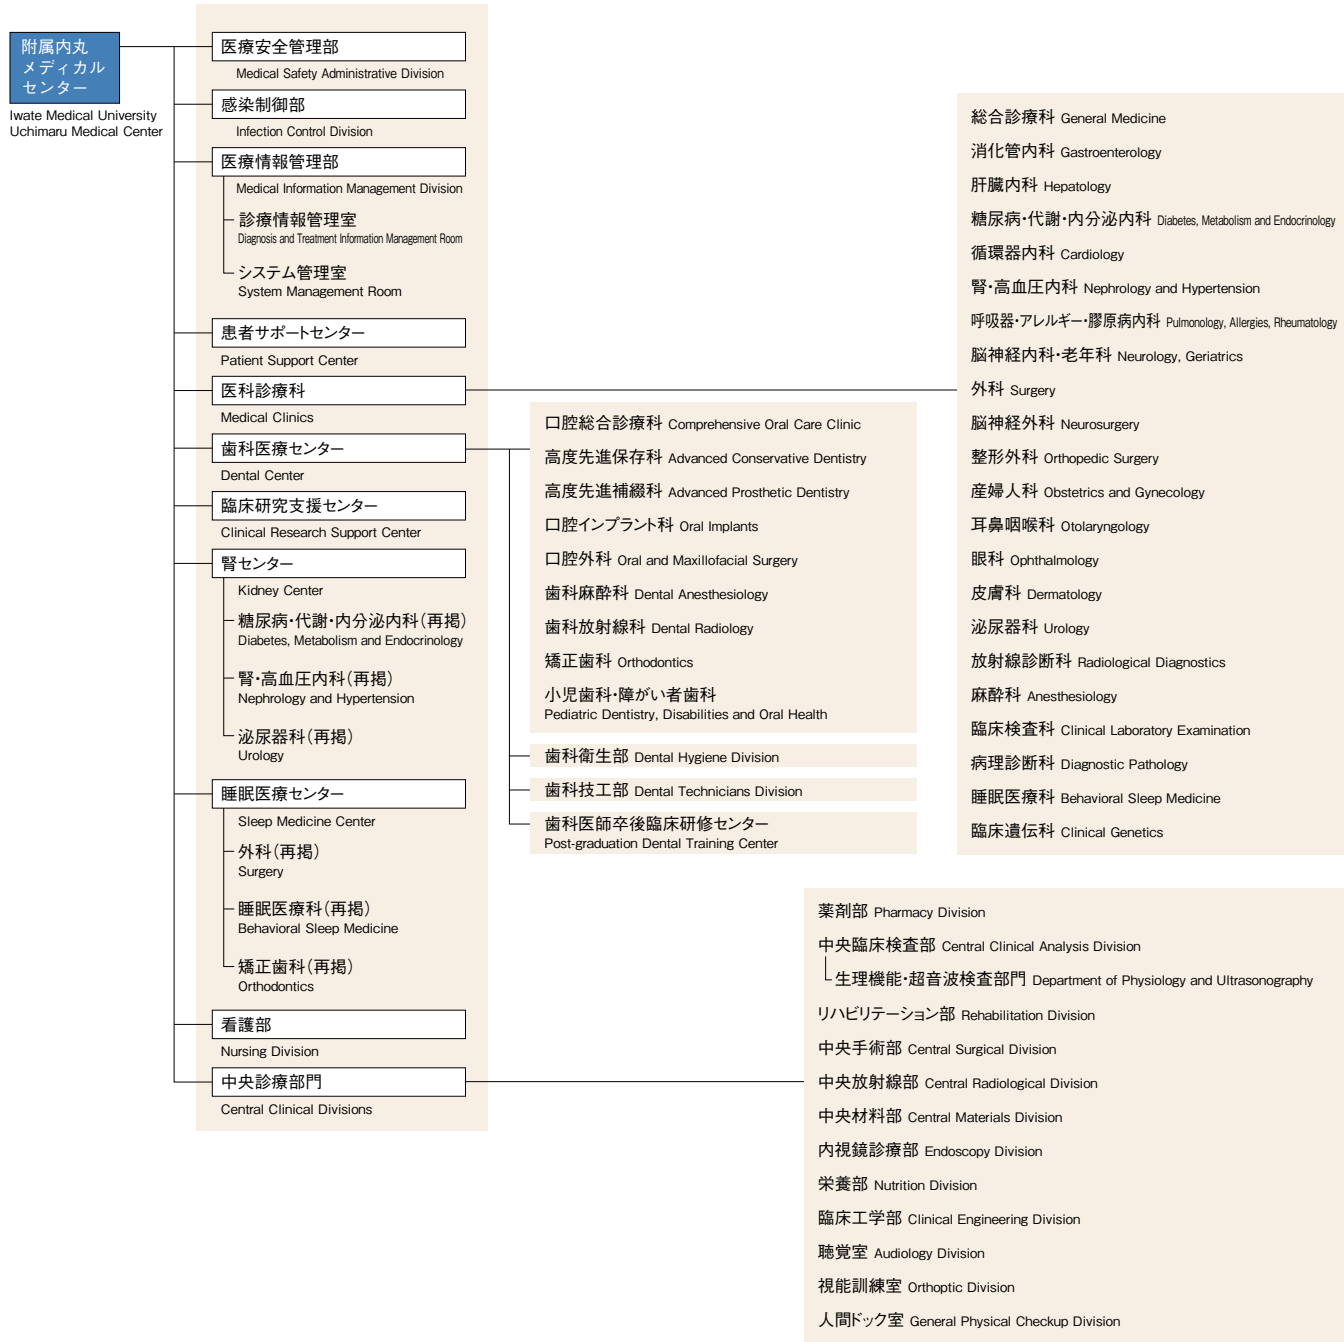 附属内丸
メディカル
センター
Iwate Medical University
Uchimaru Medical Center
医療安全管理部
Medical Safety Administrative Division
感染制御部
Infection Control Division
医療情報管理部
Medical Information Management Division
診療情報管理室
Diagnosis and Treatment Information Management Room
システム管理室
System Management Room
患者サポートセンター
Patient Support Center
医科診療科
Medical Clinics
歯科医療センター
Dental Center
臨床研究支援センター
Clinical Research Support Center
腎センター
Kidney Center
糖尿病・代謝・内分泌内科（再掲）
Diabetes, Metabolism and Endocrinology
腎・高血圧内科（再掲）
Nephrology and Hypertension
泌尿器科（再掲）
Urology
睡眠医療センター
Sleep Medicine Center
外科（再掲）
Surgery
睡眠医療科（再掲）
Behavioral Sleep Medicine
矯正歯科（再掲）
Orthodontics
看護部
Nursing Division
中央診療部門
Central Clinical Divisions
口腔総合診療科 Comprehensive Oral Care Clinic
高度先進保存科 Advanced Conservative Dentistry
高度先進補綴科 Advanced Prosthetic Dentistry
口腔インプラント科 Oral Implants
口腔外科 Oral and Maxillofacial Surgery
歯科麻酔科 Dental Anesthesiology
歯科放射線科 Dental Radiology
矯正歯科 Orthodontics
小児歯科・障がい者歯科
Pediatric Dentistry, Disabilities and Oral Health
歯科衛生部 Dental Hygiene Division
歯科技工部 Dental Technicians Division
歯科医師卒後臨床研修センター
Post-graduation Dental Training Center
総合診療科 General Medicine
消化管内科 Gastroenterology
肝臓内科 Hepatology
糖尿病・代謝・内分泌内科 Diabetes, Metabolism and Endocrinology
循環器内科 Cardiology
腎・高血圧内科 Nephrology and Hypertension
呼吸器・アレルギー・膠原病内科 Pulmonology, Allergies, Rheumatology
脳神経内科・老年科 Neurology, Geriatrics
外科 Surgery
脳神経外科 Neurosurgery
整形外科 Orthopedic Surgery
産婦人科 Obstetrics and Gynecology
耳鼻咽喉科 Otolaryngology
眼科 Ophthalmology
皮膚科 Dermatology
泌尿器科 Urology
放射線診断科 Radiological Diagnostics
麻酔科 Anesthesiology
臨床検査科 Clinical Laboratory Examination
病理診断科 Diagnostic Pathology
睡眠医療科 Behavioral Sleep Medicine
臨床遺伝科 Clinical Genetics
薬剤部 Pharmacy Division
中央臨床検査部 Central Clinical Analysis Division
生理機能・超音波検査部門 Department of Physiology and Ultrasonography
リハビリテーション部 Rehabilitation Division
中央手術部 Central Surgical Division
中央放射線部 Central Radiological Division
中央材料部 Central Materials Division
内視鏡診療部 Endoscopy Division
栄養部 Nutrition Division
臨床工学部 Clinical Engineering Division
聴覚室 Audiology Division
視能訓練室 Orthoptic Division
人間ドック室 General Physical Checkup Division